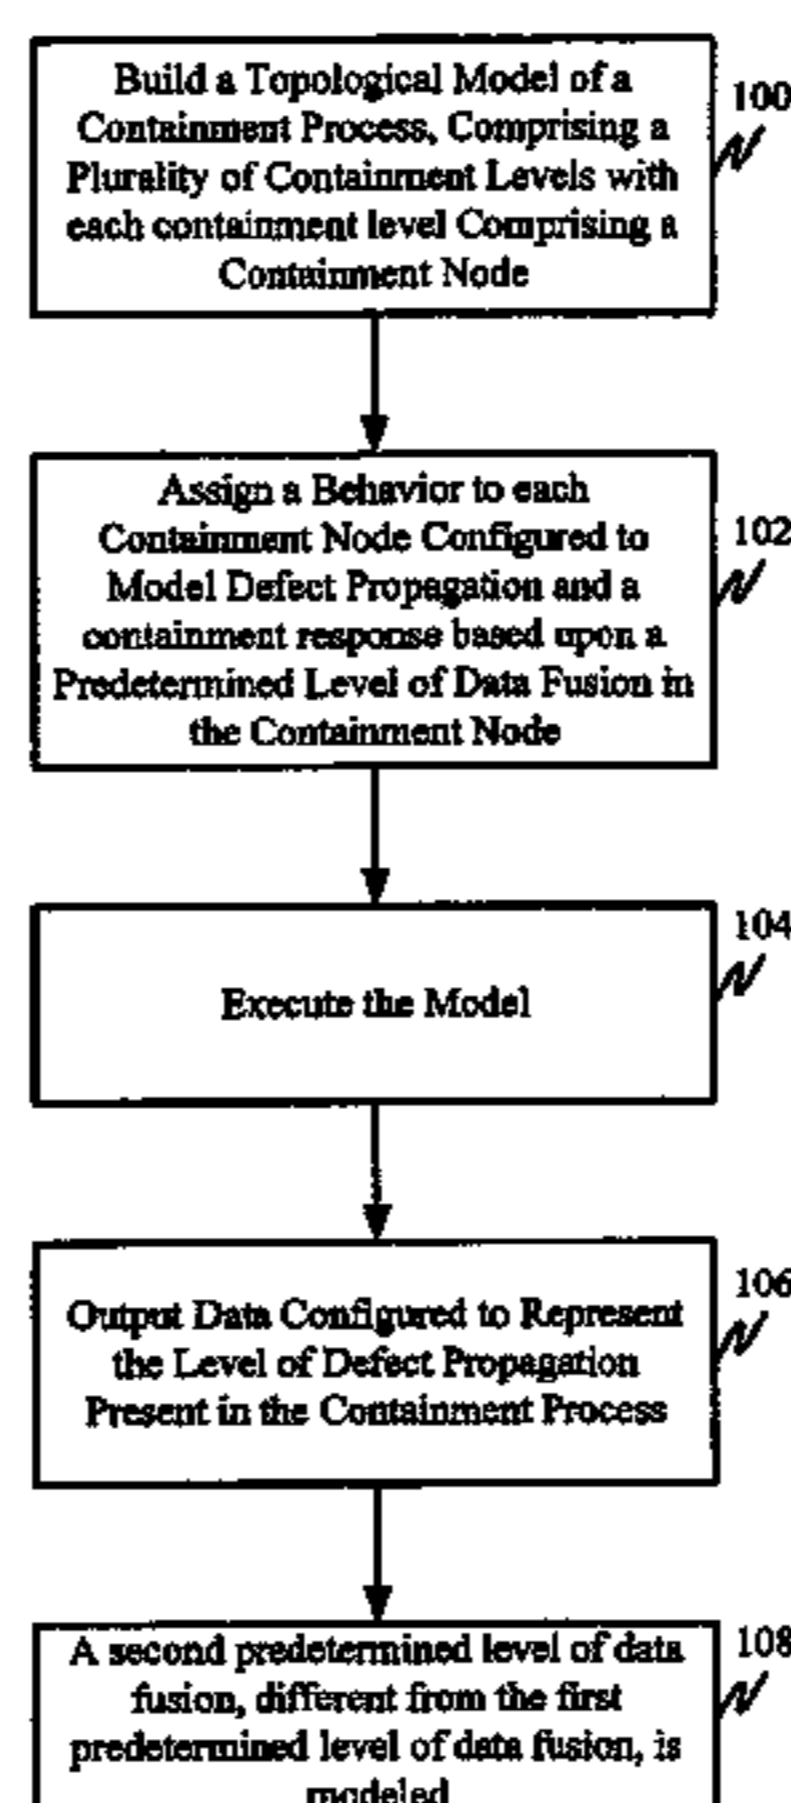 Build a Topological Model of a
Containment Process, Comprising a
Plurality of Containment Levels with
each containment level Comprising a
Containment Node
100
Assign a Behavior to each
Containment Node Configured to
Model Defect Propagation and a
containment response based upon a
Predetermined Level of Data Fusion in
the Containment Node
102
Execute the Model
104
Output Data Configured to Represent
the Level of Defect Propagation
Present in the Containment Process
106
A second predetermined level of data
fusion, different from the first
predetermined level of data fusion, is
modeled
108